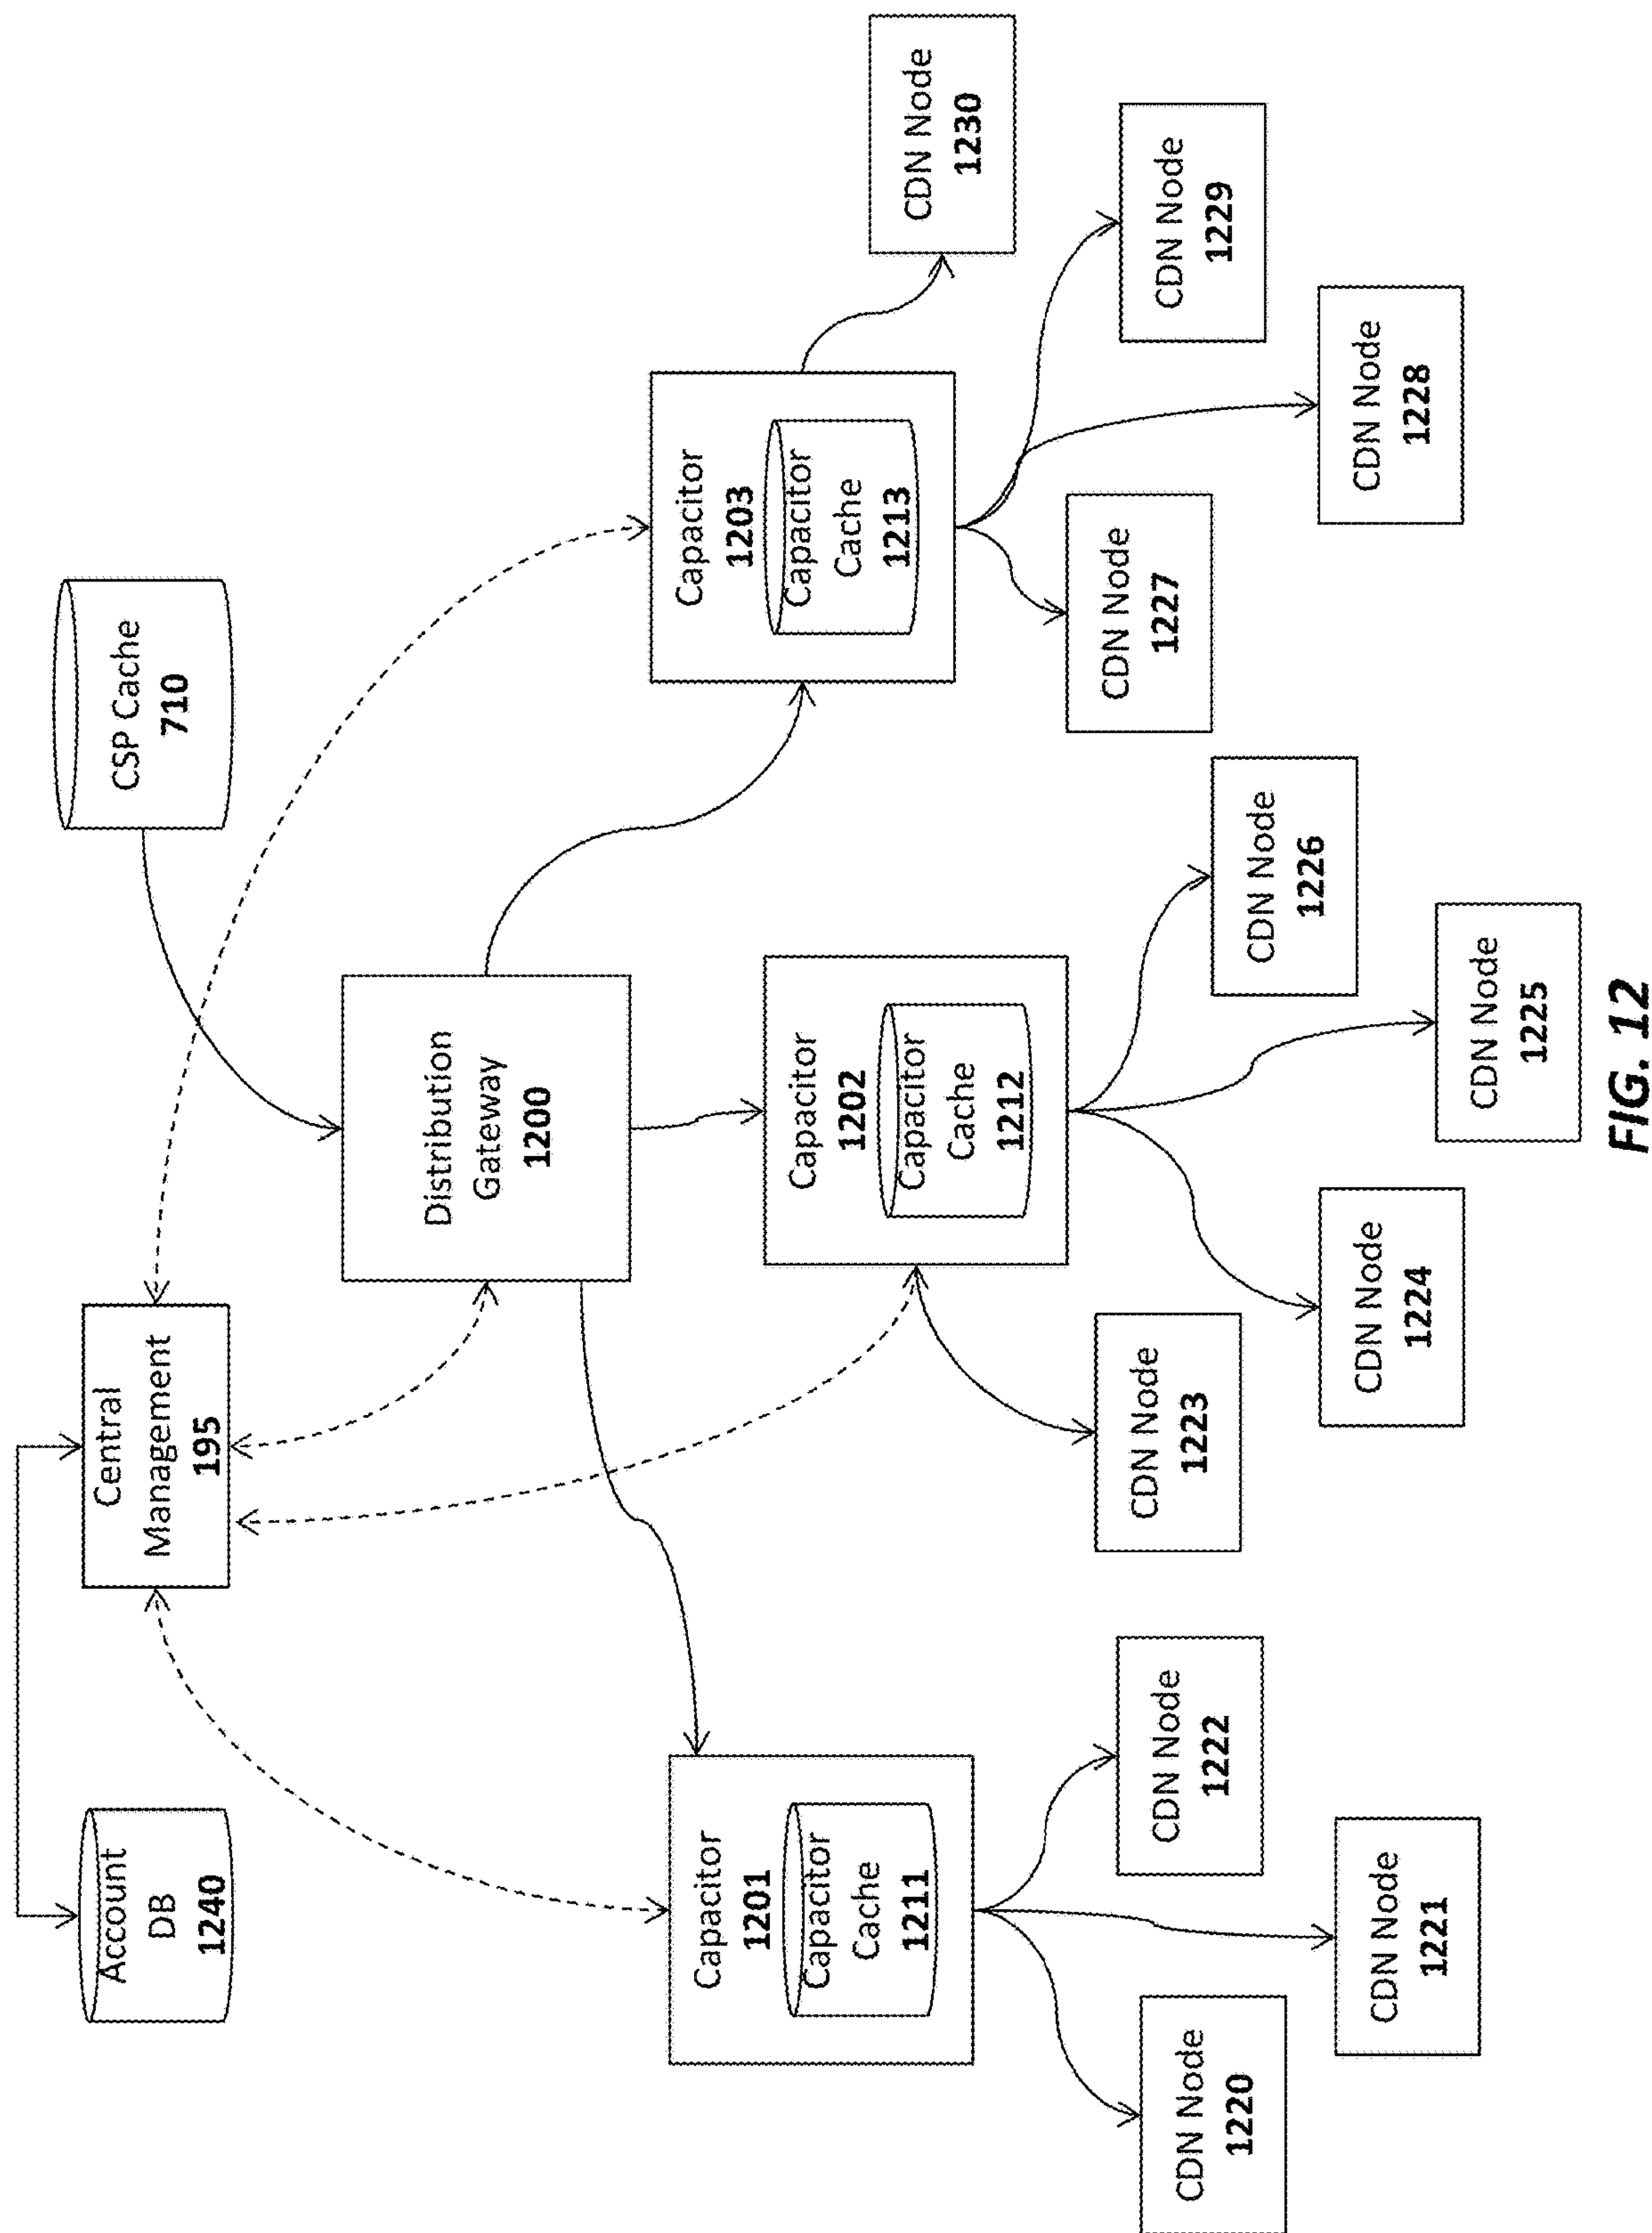 Account
DB
1240
Central
Management
195
CSP Cache
710
Distribution
Gateway
1200
Capacitor
1201
Capacitor
Cache
1211
Capacitor
1202
Capacitor
Cache
1212
Capacitor
1203
Capacitor
Cache
1213
CDN Node
1220
CDN Node
1221
CDN Node
1222
CDN Node
1223
CDN Node
1224
CDN Node
1225
CDN Node
1226
CDN Node
1227
CDN Node
1228
CDN Node
1229
CDN Node
1230
FIG. 12